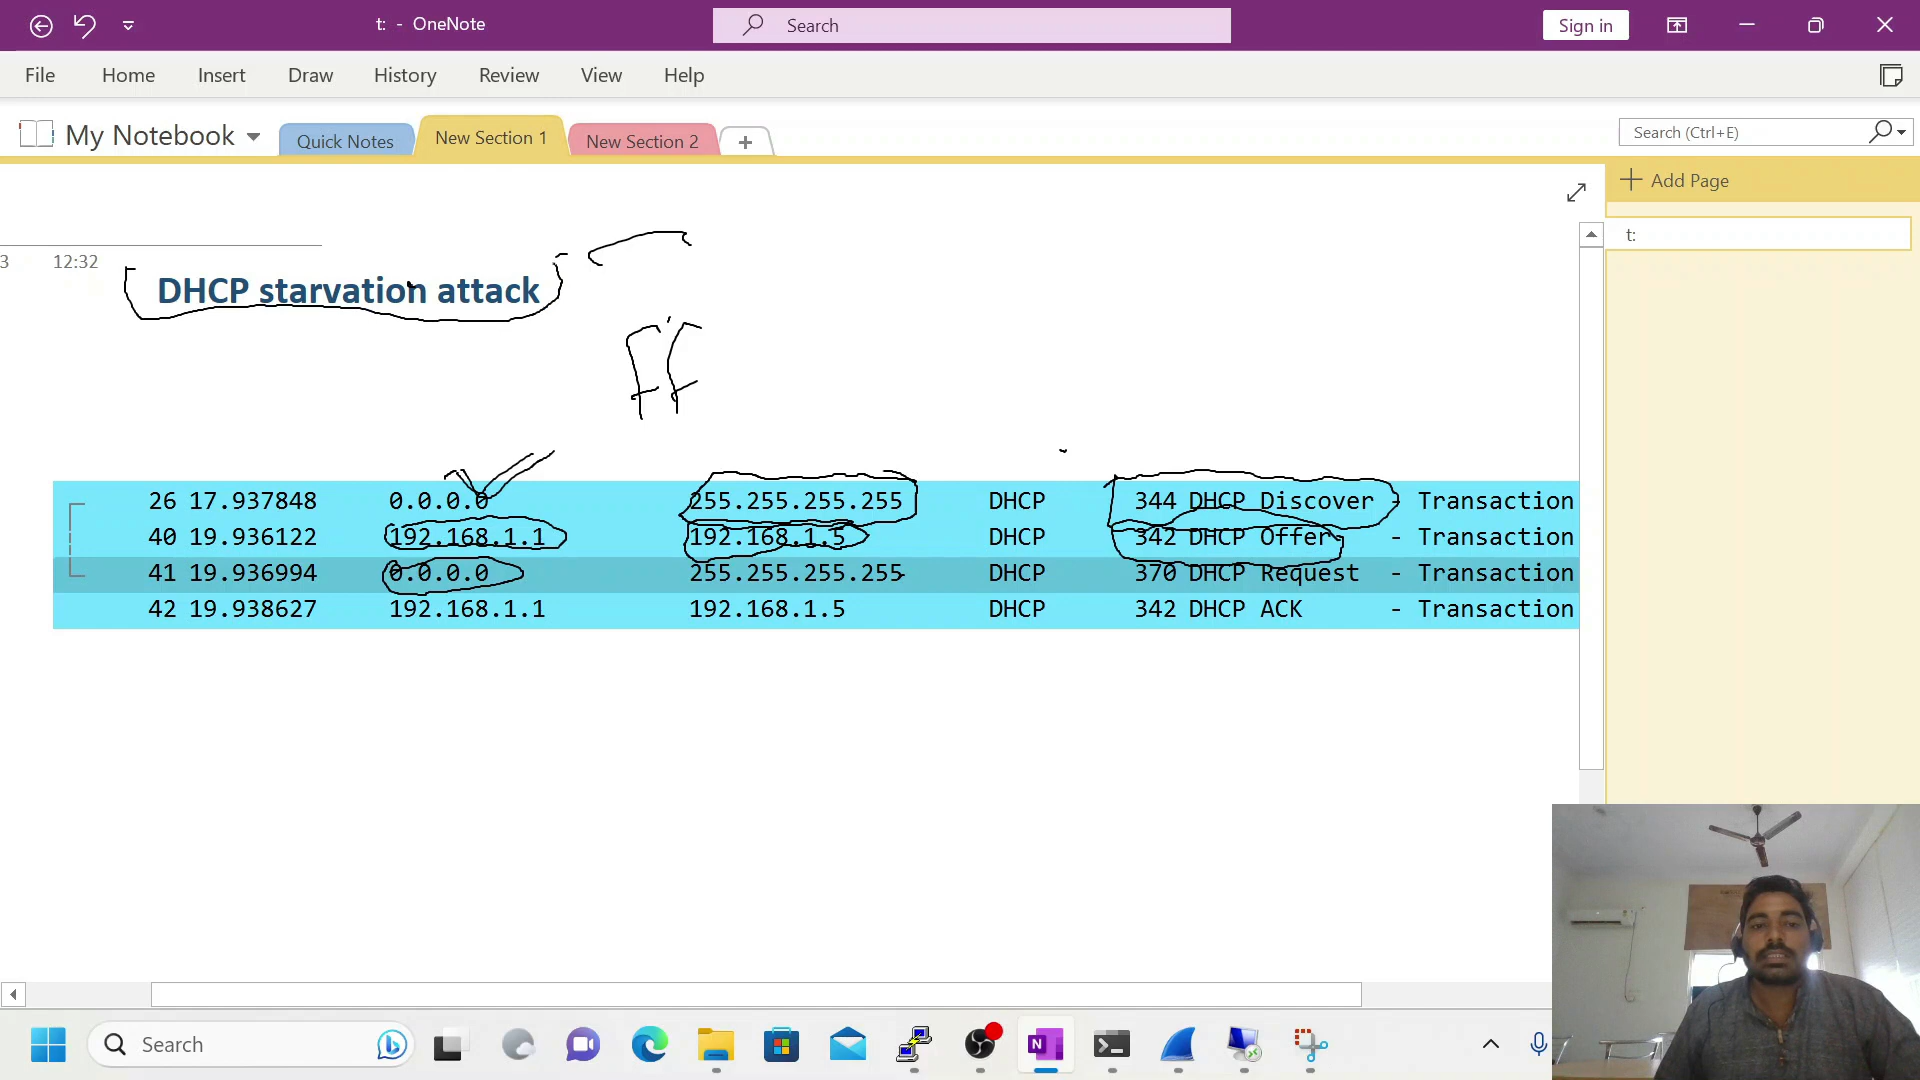 t: - OneNote
Search
Sign in
File Home Insert Draw History Review View Help
My Notebook
Quick Notes
New Section 1
New Section 2
Search (Ctrl+E)
Add Page
t:
3 12:32
DHCP starvation attack
FF
26 17.937848 0.0.0.0 255.255.255.255 DHCP 344 DHCP Discover - Transaction
40 19.936122 192.168.1.1 192.168.1.5 DHCP 342 DHCP Offer - Transaction
41 19.936994 0.0.0.0 255.255.255.255 DHCP 370 DHCP Request - Transaction
42 19.938627 192.168.1.1 192.168.1.5 DHCP 342 DHCP ACK - Transaction
Search